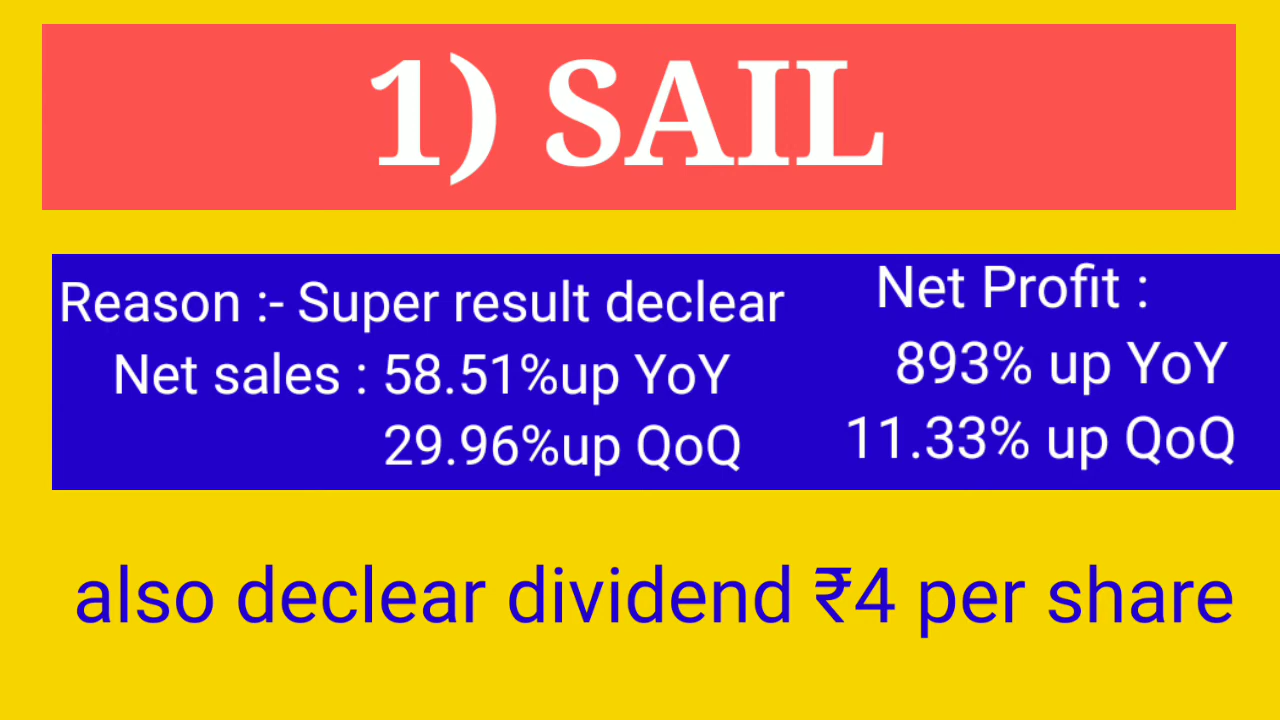 1) SAIL
Reason :- Super result declear
Net sales : 58.51%up YoY
29.96%up QoQ
Net Profit :
893% up YoY
11.33% up QoQ
also declear dividend ₹4 per share